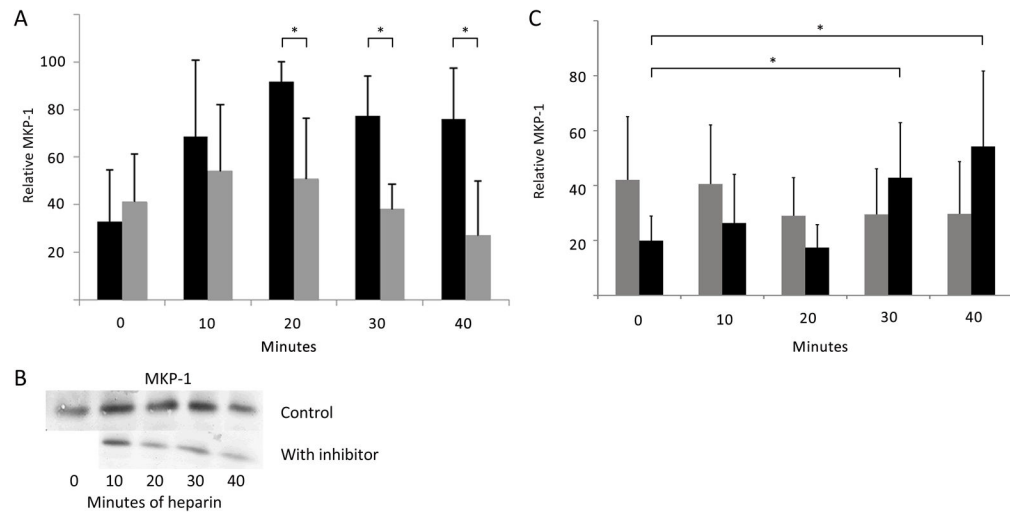 A
*
*
*
100
80
60
40
20
Relative MKP-1
0
10
20
30
40
Minutes
B
MKP-1
Control
With inhibitor
0 10 20 30 40
Minutes of heparin
C
*
*
80
60
40
20
Relative MKP-1
0
10
20
30
40
Minutes